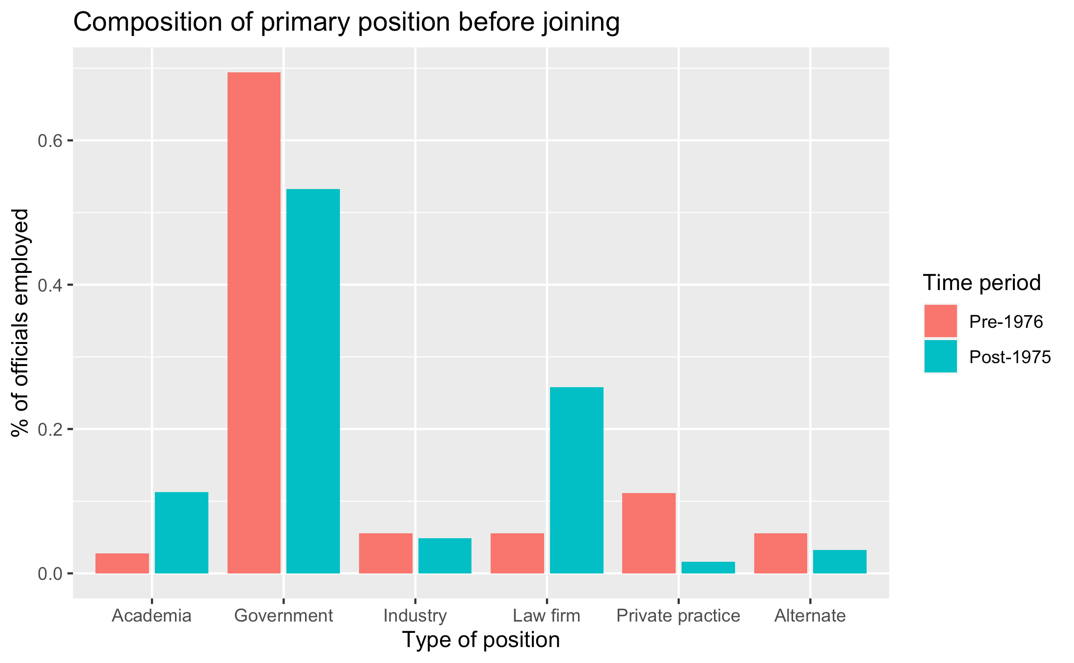 Composition of primary position before joining
% of officials employed
0.6
0.4
0.2
0.0
Academia
Government
Industry
Law firm
Private practice
Alternate
Type of position
Time period
Pre-1976
Post-1975